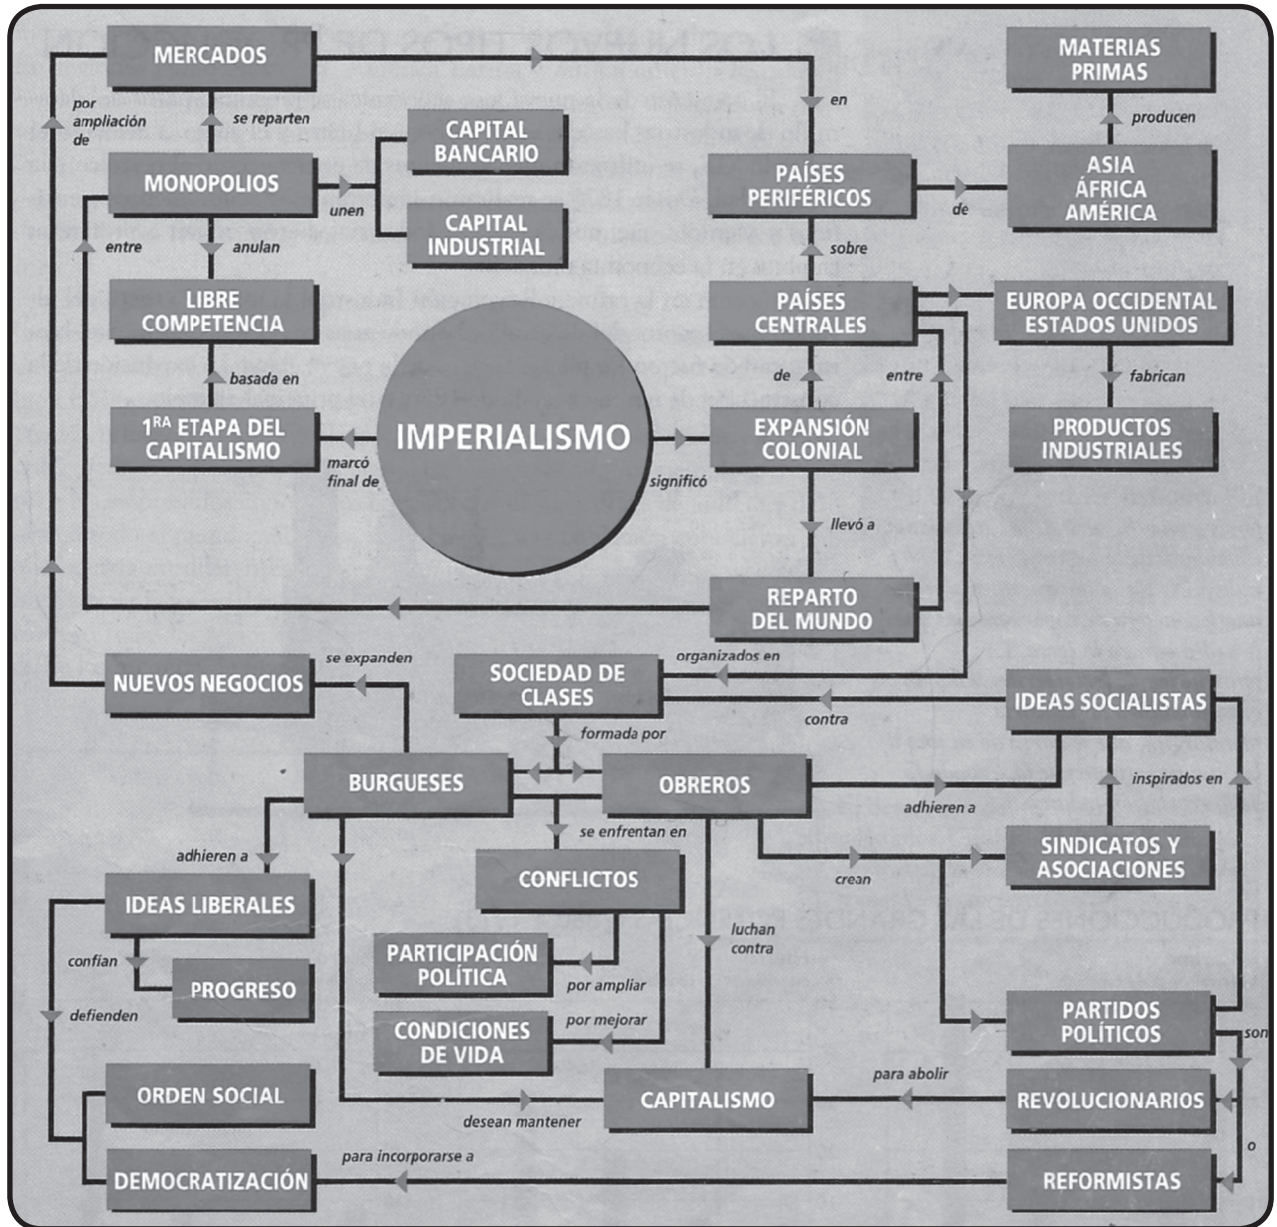 MERCADOS
MATERIAS
PRIMAS
por
ampliación
de
se reparten
en
producen
CAPITAL
BANCARIO
MONOPOLIOS
unen
PAÍSES
PERIFÉRICOS
de
ASIA
ÁFRICA
AMÉRICA
CAPITAL
INDUSTRIAL
entre
anulan
sobre
LIBRE
COMPETENCIA
PAÍSES
CENTRALES
EUROPA OCCIDENTAL
ESTADOS UNIDOS
basada en
de
entre
fabrican
1RA ETAPA DEL
CAPITALISMO
marcó
final de
IMPERIALISMO
significó
EXPANSIÓN
COLONIAL
PRODUCTOS
INDUSTRIALES
llevó a
REPARTO
DEL MUNDO
NUEVOS NEGOCIOS
se expanden
SOCIEDAD DE
CLASES
organizados en
contra
IDEAS SOCIALISTAS
formada por
BURGUESES
OBREROS
adhieren a
inspirados en
se enfrentan en
adhieren a
CONFLICTOS
crean
SINDICATOS Y
ASOCIACIONES
IDEAS LIBERALES
confían
PROGRESO
defienden
PARTICIPACIÓN
POLÍTICA
por ampliar
luchan
contra
CONDICIONES
DE VIDA
por mejorar
PARTIDOS
POLÍTICOS
son
ORDEN SOCIAL
desean mantener
CAPITALISMO
para abolir
REVOLUCIONARIOS
o
DEMOCRATIZACIÓN
para incorporarse a
REFORMISTAS